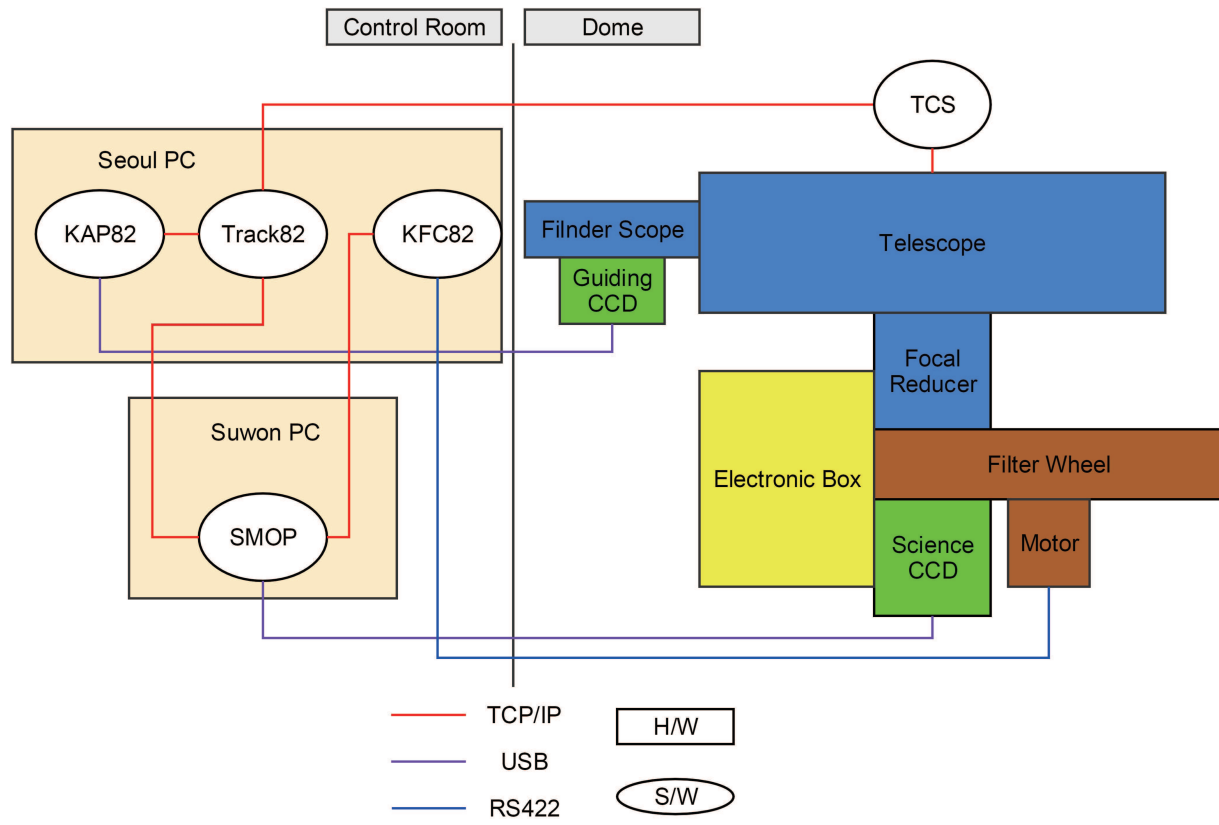 Control Room
Dome
TCS
Seoul PC
KAP82
Track82
KFC82
Filnder Scope
Telescope
Guiding
CCD
Focal
Reducer
Suwon PC
Filter Wheel
Electronic Box
SMOP
Science
CCD
Motor
TCP/IP
H/W
USB
S/W
RS422